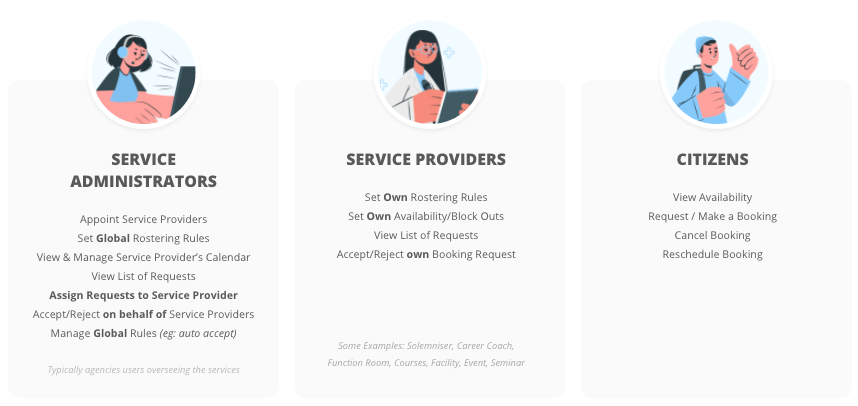 SERVICE
ADMINISTRATORS
Appoint Service Providers
Set Global Rostering Rules
View & Manage Service Provider's Calendar
View List of Requests
Assign Requests to Service Provider
Accept/Reject on behalf of Service Providers
Manage Global Rules (eg: auto accept)
Typically agencies users overseeing the services
SERVICE PROVIDERS
Set Own Rostering Rules
Set Own Availability/Block Outs
View List of Requests
Accept/Reject own Booking Request
Some Examples: Solemniser, Career Coach,
Function Room, Courses, Facility, Event, Seminar
CITIZENS
View Availability
Request / Make a Booking
Cancel Booking
Reschedule Booking